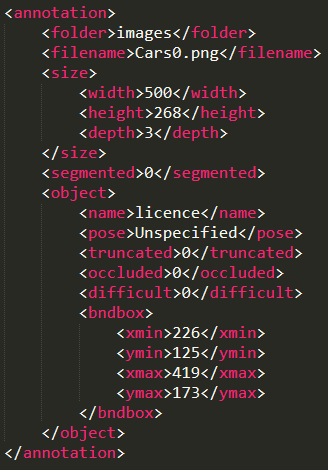 <annotation>
    <folder>images</folder>
    <filename>Cars0.png</filename>
    <size>
        <width>500</width>
        <height>268</height>
        <depth>3</depth>
    </size>
    <segmented>0</segmented>
    <object>
        <name>licence</name>
        <pose>Unspecified</pose>
        <truncated>0</truncated>
        <occluded>0</occluded>
        <difficult>0</difficult>
        <bndbox>
            <xmin>226</xmin>
            <ymin>125</ymin>
            <xmax>419</xmax>
            <ymax>173</ymax>
        </bndbox>
    </object>
</annotation>